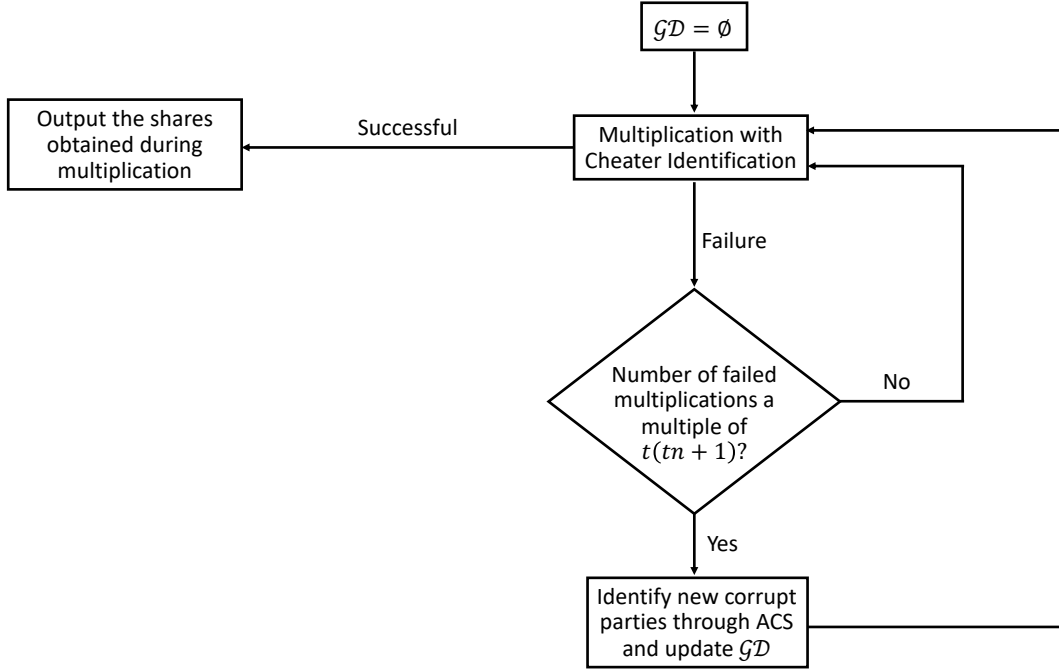 𝒢𝒟 = ∅
Output the shares
obtained during
multiplication
Successful
Multiplication with
Cheater Identification
Failure
Number of failed
multiplications a
multiple of
t(tn + 1)?
No
Yes
Identify new corrupt
parties through ACS
and update 𝒢𝒟